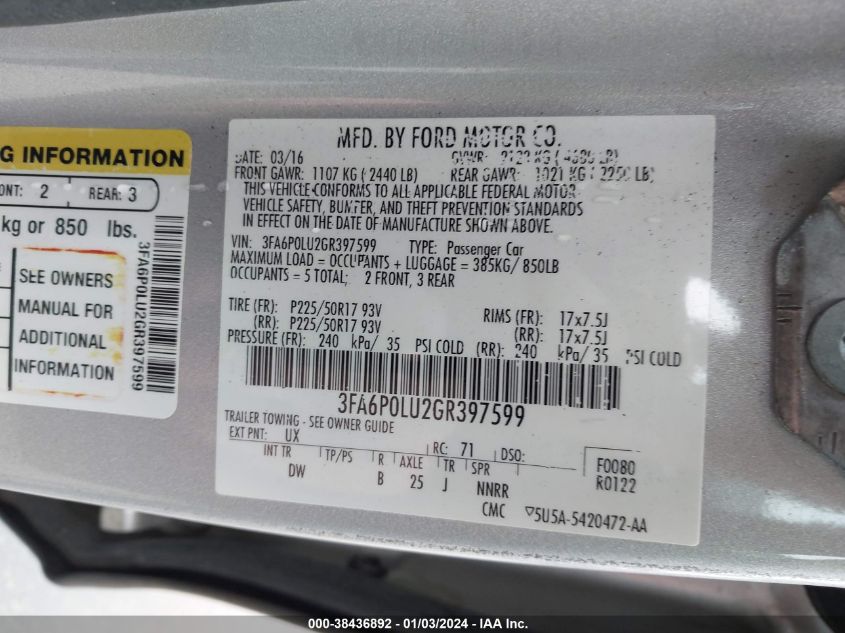 G INFORMATION
ONT: 2 REAR: 3
kg or 850 lbs.
SEE OWNERS
MANUAL FOR
ADDITIONAL
INFORMATION
3FA6P0LU2GR397599
MFD. BY FORD MOTOR CO.
DATE: 03/16 GVWR:
FRONT GAWR: 1107 KG ( 2440 LB) REAR GAWR: 1021 KG ( 2250 LB)
THIS VEHICLE CONFORMS TO ALL APPLICABLE FEDERAL MOTOR
VEHICLE SAFETY, BUMPER, AND THEFT PREVENTION STANDARDS
IN EFFECT ON THE DATE OF MANUFACTURE SHOWN ABOVE.
VIN: 3FA6P0LU2GR397599 TYPE: Passenger Car
MAXIMUM LOAD = OCCUPANTS + LUGGAGE = 385KG/ 850LB
OCCUPANTS = 5 TOTAL; 2 FRONT, 3 REAR
TIRE (FR): P225/50R17 93V RIMS (FR): 17x7.5J
(RR): P225/50R17 93V (RR): 17x7.5J
PRESSURE (FR): 240 kPa/ 35 PSI COLD (RR): 240 kPa/ 35 PSI COLD
3FA6P0LU2GR397599
TRAILER TOWING - SEE OWNER GUIDE
EXT PNT: UX RC: 71 DSO:
INT TR TP/PS R AXLE TR SPR
DW B 25 J NNRR
F0080
R0122
CMC ▽5U5A-5420472-AA
000-38436892 - 01/03/2024 - IAA Inc.